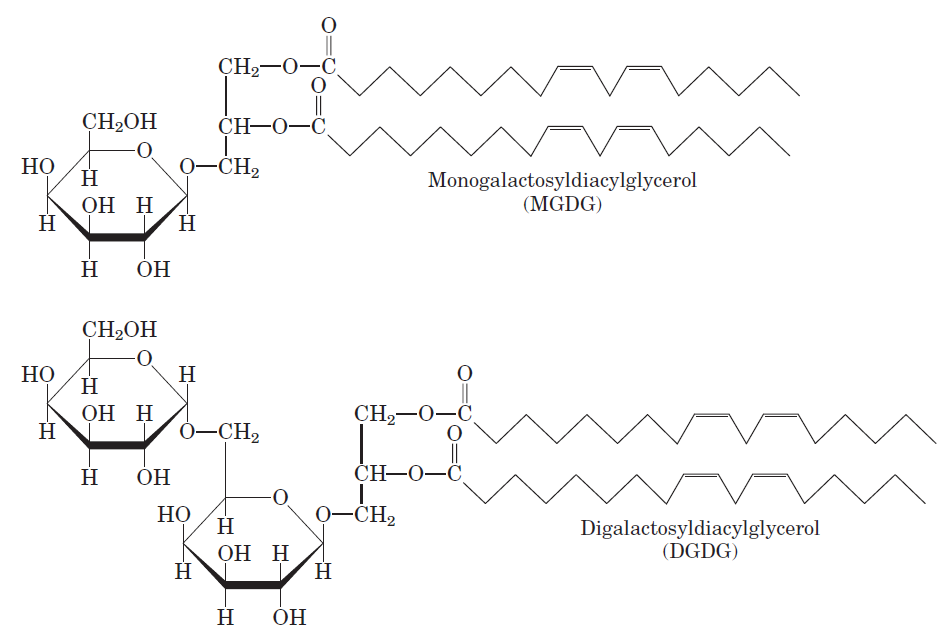 O
CH₂—O—C
O
CH₂OH
CH—O—C
O
HO
O—CH₂
H
Monogalactosyldiacylglycerol
OH H
(MGDG)
H
H
H
OH
CH₂OH
O
O
HO
H
H
CH₂—O—C
OH H
O
H
O—CH₂
H
OH
CH—O—C
O
HO
O—CH₂
H
Digalactosyldiacylglycerol
OH H
(DGDG)
H
H
H
OH